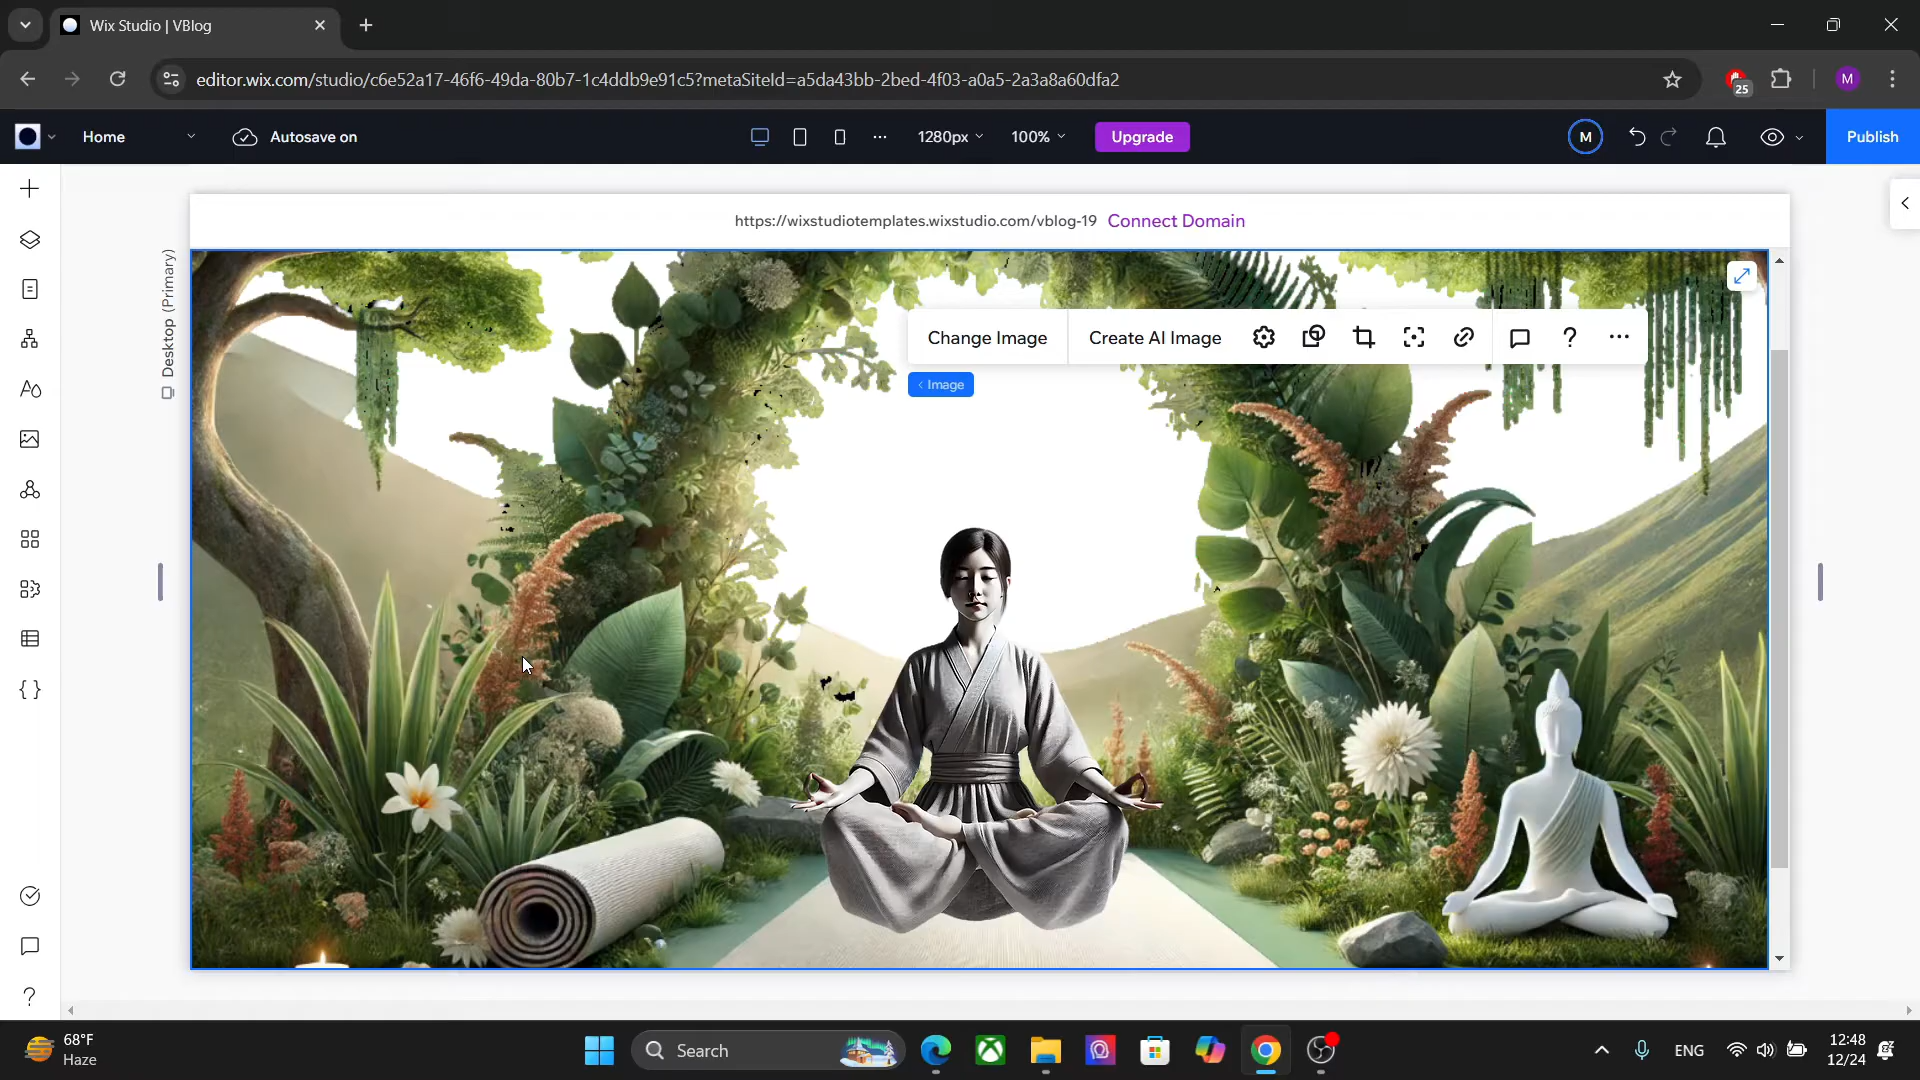 Wix Studio | VBlog
editor.wix.com/studio/c6e52a17-46f6-49da-80b7-1c4ddb9e91c5?metaSiteId=a5da43bb-2bed-4f03-a0a5-2a3a8a60dfa2
25
M
Home
Autosave on
1280px
100%
Upgrade
M
Publish
https://wixstudiotemplates.wixstudio.com/vblog-19 Connect Domain
Desktop (Primary)
Change Image
Create AI Image
Image
68°F
Haze
Search
ENG
12:48
12/24